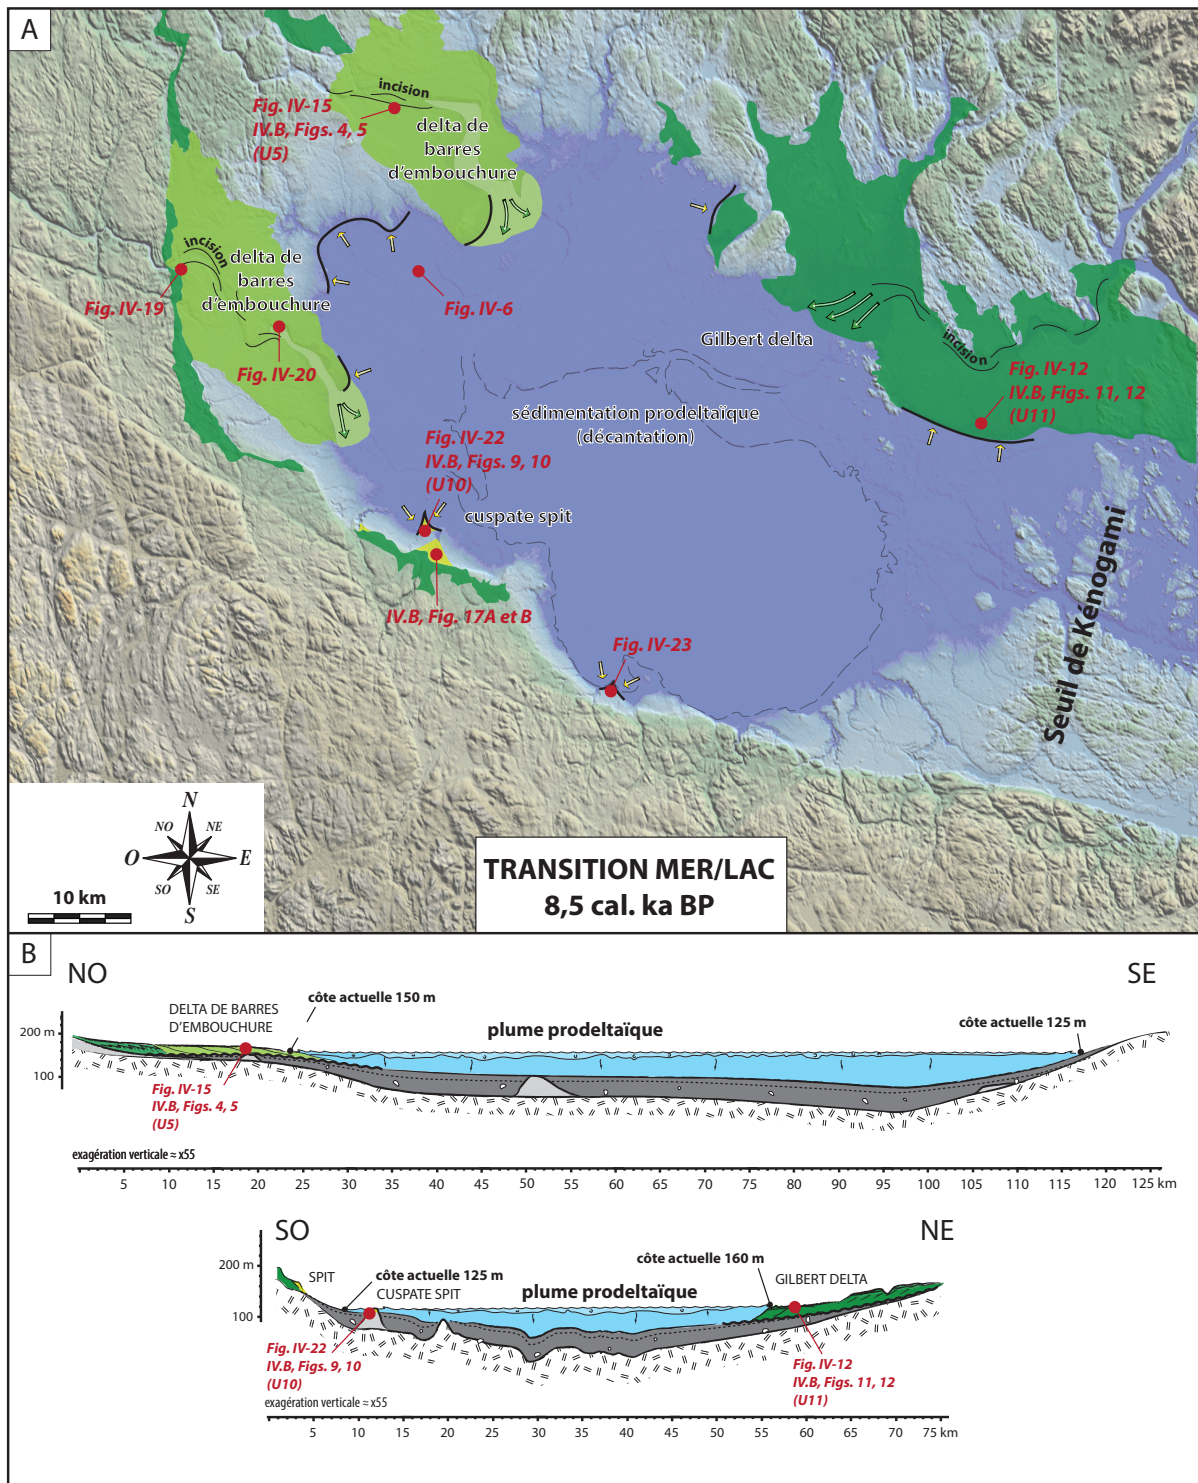 A
incision
Fig. IV-15
IV.B, Figs. 4, 5
(U5)
delta de
barres
d'embouchure
incision
delta de
barres
d'embouchure
Fig. IV-19
Fig. IV-6
Fig. IV-20
Gilbert delta
incision
Fig. IV-12
IV.B, Figs. 11, 12
(U11)
sédimentation prodeltaïque
(décantation)
Fig. IV-22
IV.B, Figs. 9, 10
(U10)
cuspate spit
IV.B, Fig. 17A et B
Fig. IV-23
Seuil de Kénogami
N
NO
NE
O
E
SO
SE
S
10 km
TRANSITION MER/LAC
8,5 cal. ka BP
B
NO
SE
DELTA DE BARRES
D'EMBOUCHURE
côte actuelle 150 m
plume prodeltaïque
côte actuelle 125 m
200 m
100
Fig. IV-15
IV.B, Figs. 4, 5
(U5)
exagération verticale ≈ x55
5 10 15 20 25 30 35 40 45 50 55 60 65 70 75 80 85 90 95 100 105 110 115 120 125 km
SO
NE
200 m
100
SPIT
côte actuelle 125 m
CUSPATE SPIT
plume prodeltaïque
côte actuelle 160 m
GILBERT DELTA
Fig. IV-22
IV.B, Figs. 9, 10
(U10)
Fig. IV-12
IV.B, Figs. 11, 12
(U11)
exagération verticale ≈ x55
5 10 15 20 25 30 35 40 45 50 55 60 65 70 75 km